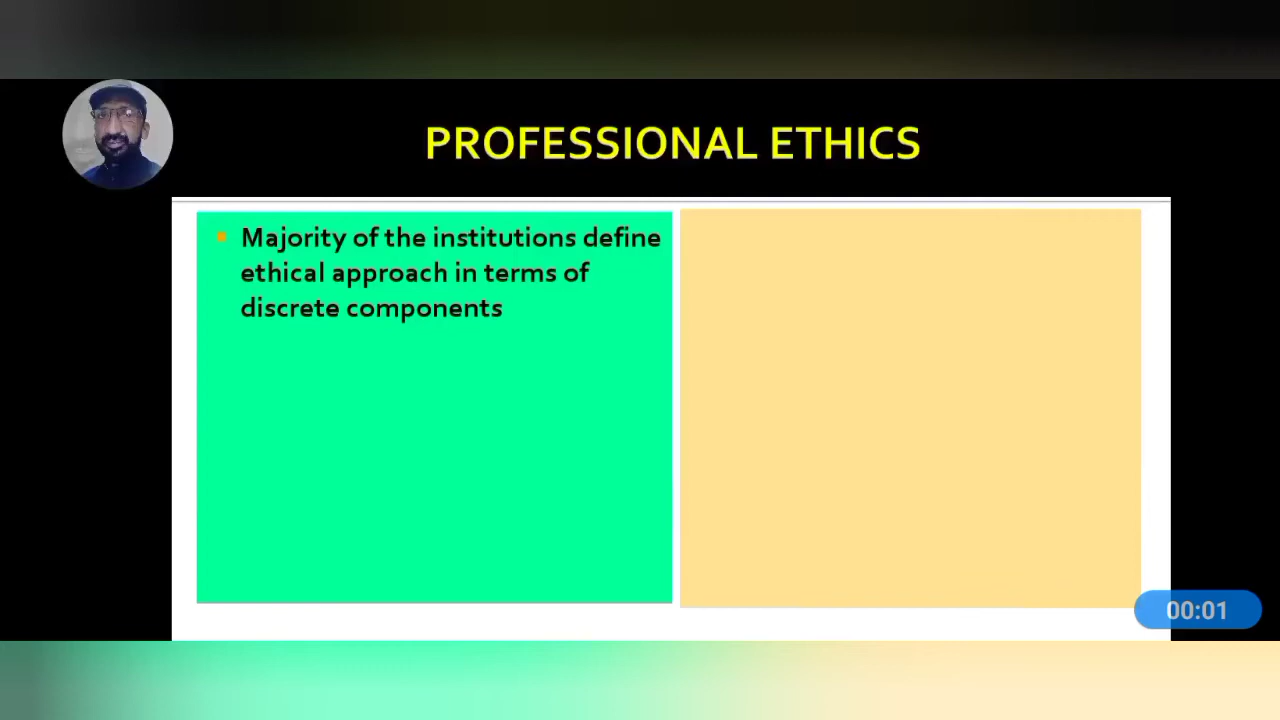 PROFESSIONAL ETHICS
Majority of the institutions define
ethical approach in terms of
discrete components
00:01